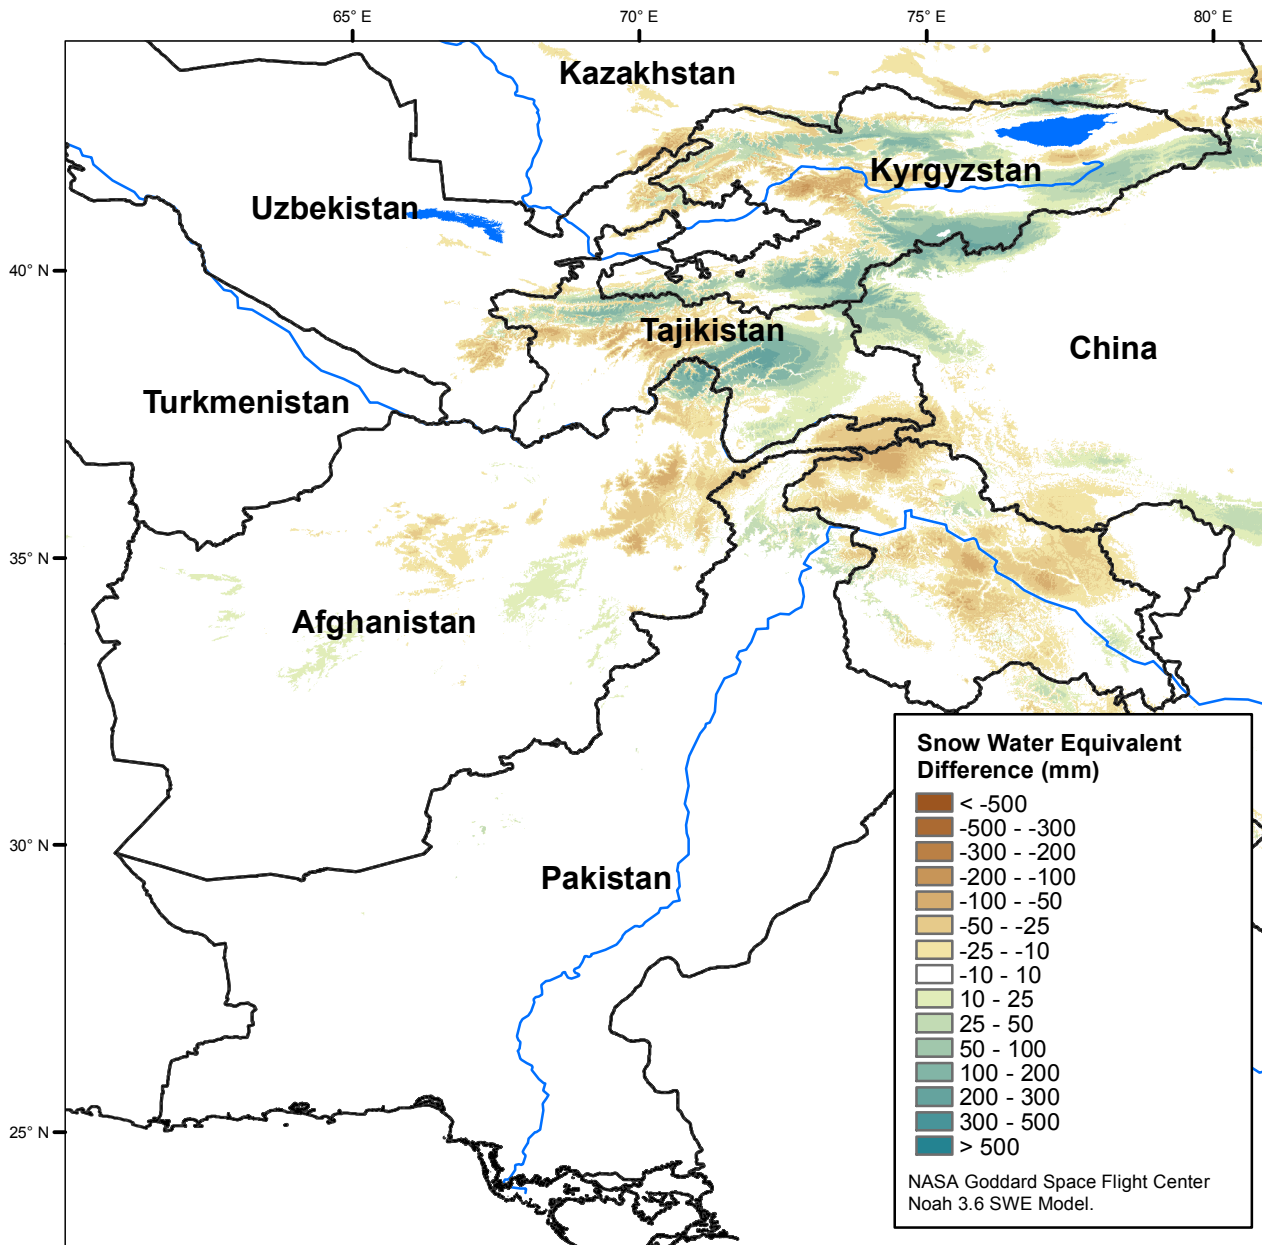 65° E
70° E
75° E
80° E
Kazakhstan
Kyrgyzstan
Uzbekistan
40° N
Tajikistan
China
Turkmenistan
35° N
Afghanistan
Snow Water Equivalent
Difference (mm)
< -500
-500 - -300
-300 - -200
-200 - -100
-100 - -50
-50 - -25
-25 - -10
-10 - 10
10 - 25
25 - 50
50 - 100
100 - 200
200 - 300
300 - 500
> 500
NASA Goddard Space Flight Center
Noah 3.6 SWE Model.
30° N
Pakistan
25° N